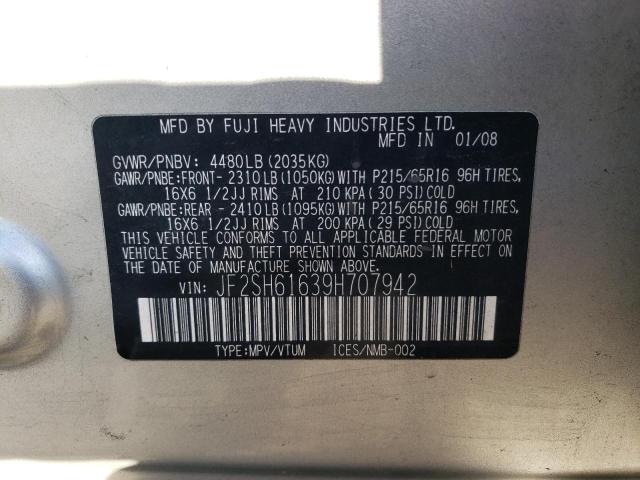 MFD BY FUJI HEAVY INDUSTRIES LTD.
MFD IN 01/08
GVWR/PNBV: 4480LB (2035KG)
GAWR/PNBE:FRONT- 2310LB(1050KG)WITH P215/65R16 96H TIRES,
16X6 1/2JJ RIMS AT 210 KPA (30 PSI)COLD
GAWR/PNBE:REAR - 2410LB(1095KG)WITH P215/65R16 96H TIRES,
16X6 1/2JJ RIMS AT 200 KPA (29 PSI)COLD
THIS VEHICLE CONFORMS TO ALL APPLICABLE FEDERAL MOTOR
VEHICLE SAFETY AND THEFT PREVENTION STANDARDS IN EFFECT
ON THE DATE OF MANUFACTURE SHOWN ABOVE.
VIN: JF2SH61639H707942
TYPE:MPV/VTUM ICES/NMB-002